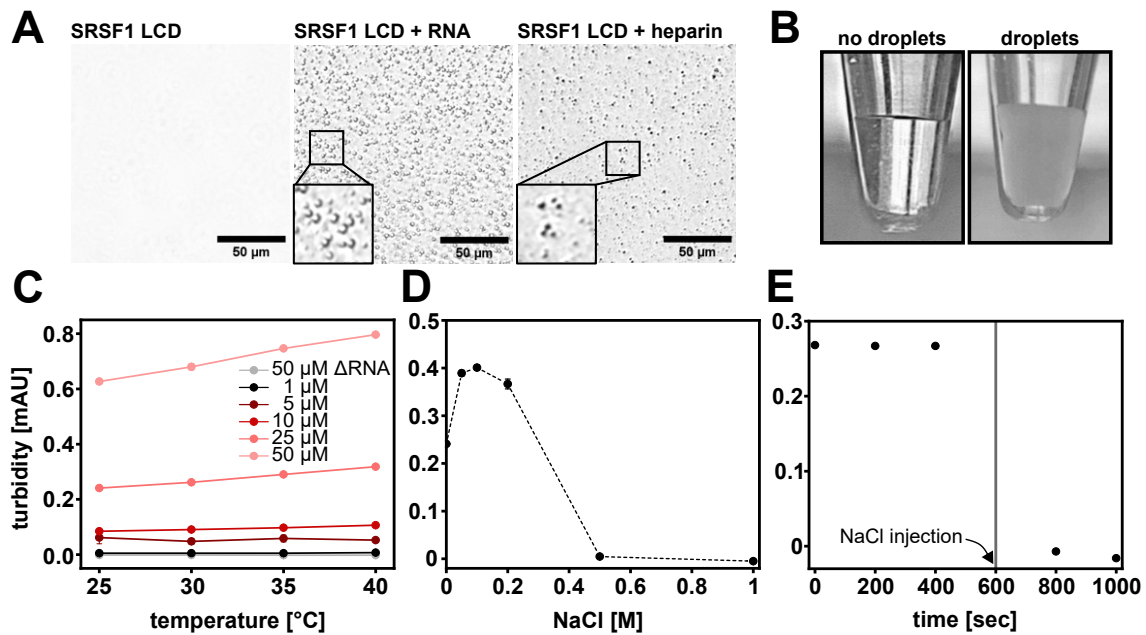 A
SRSF1 LCD
SRSF1 LCD + RNA
SRSF1 LCD + heparin
50 µm
50 µm
50 µm
B
no droplets
droplets
C
turbidity [mAU]
0.8
0.6
0.4
0.2
0.0
25
30
35
40
temperature [°C]
50 µM ΔRNA
1 µM
5 µM
10 µM
25 µM
50 µM
D
0.5
0.4
0.3
0.2
0.1
0
0
0.2
0.4
0.6
0.8
1
NaCl [M]
E
0.3
0.2
0.1
0
0
200
400
600
800
1000
time [sec]
NaCl injection